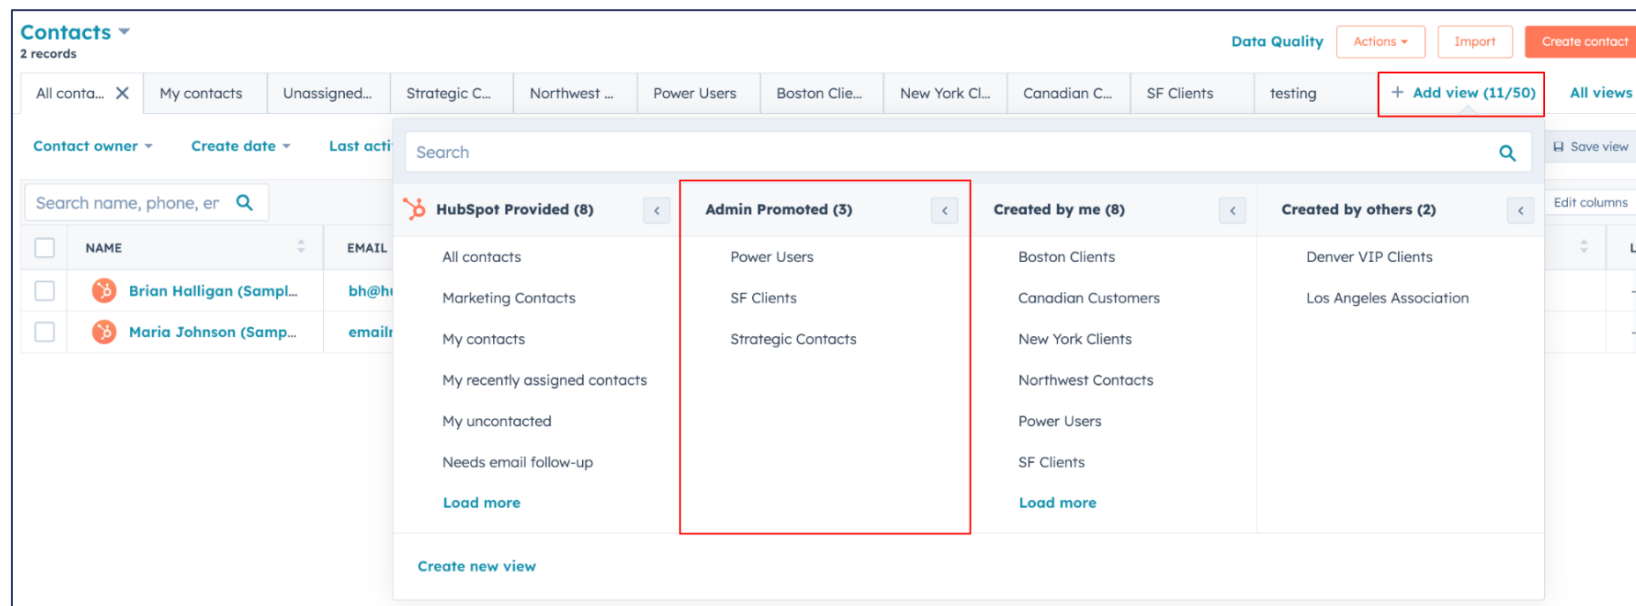 Contacts
2 records
Data Quality Actions Import Create contact
All conta... My contacts Unassigned... Strategic C... Northwest ... Power Users Boston Clie... New York Cl... Canadian C... SF Clients testing + Add view (11/50) All views
Contact owner Create date Last acti Search Save view
Search name, phone, er HubSpot Provided (8) Admin Promoted (3) Created by me (8) Created by others (2) Edit columns
NAME EMAIL All contacts Power Users Boston Clients Denver VIP Clients L
Brian Halligan (Sampl... bh@hu Marketing Contacts SF Clients Canadian Customers Los Angeles Association
Maria Johnson (Samp... emailm My contacts Strategic Contacts New York Clients
My recently assigned contacts Northwest Contacts
My uncontacted Power Users
Needs email follow-up SF Clients
Load more Load more
Create new view